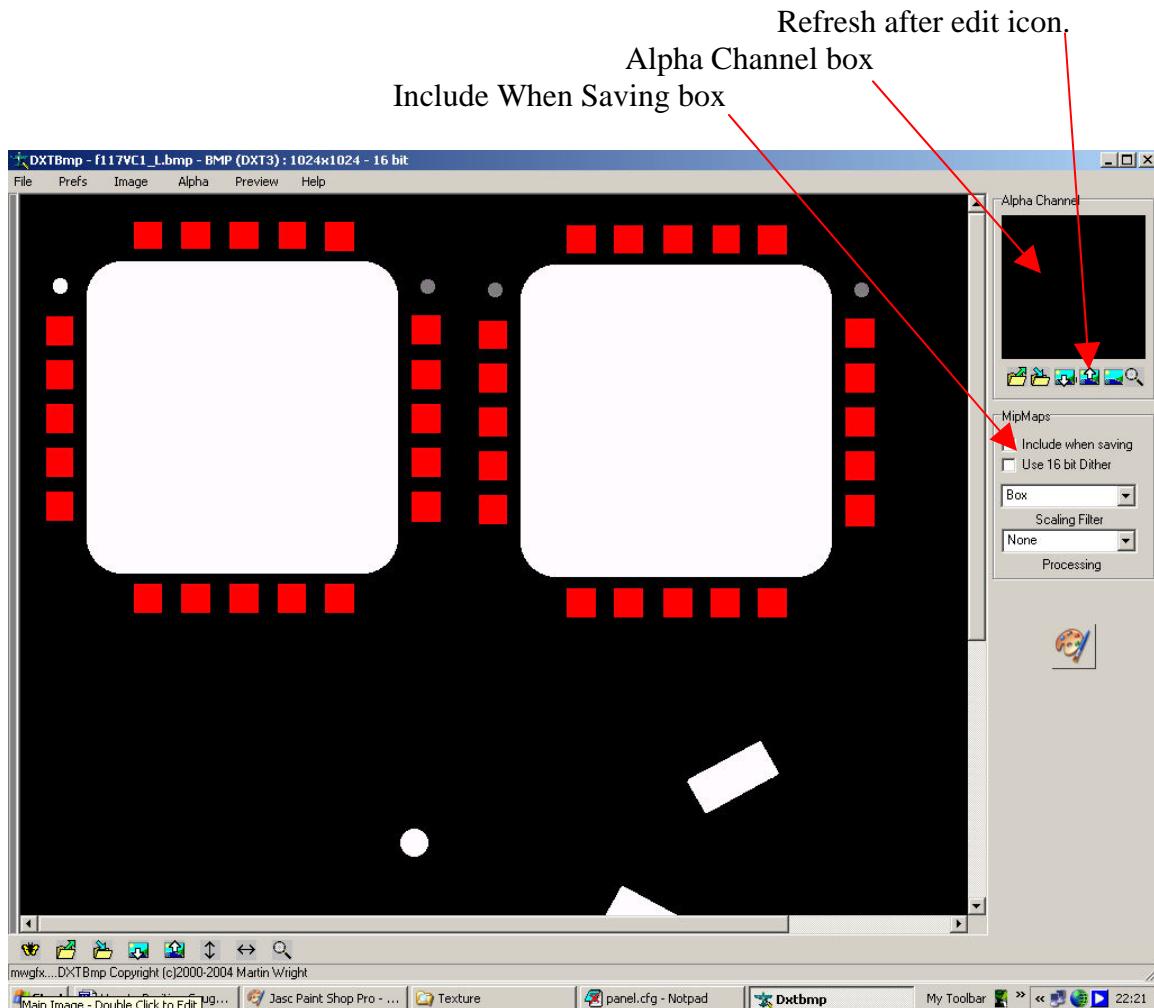 Refresh after edit icon.
Alpha Channel box
Include When Saving box
DXTBmp - f117VC1_L.bmp - BMP (DXT3) : 1024x1024 - 16 bit
File Prefs Image Alpha Preview Help
Alpha Channel
MipMaps
Include when saving
Use 16 bit Dither
Box
Scaling Filter
None
Processing
mwgfx....DXTBmp Copyright (c)2000-2004 Martin Wright
Main Image - Double Click to Edit
Jasc Paint Shop Pro - ...
Texture
panel.cfg - Notpad
Dxtbmp
My Toolbar
22:21